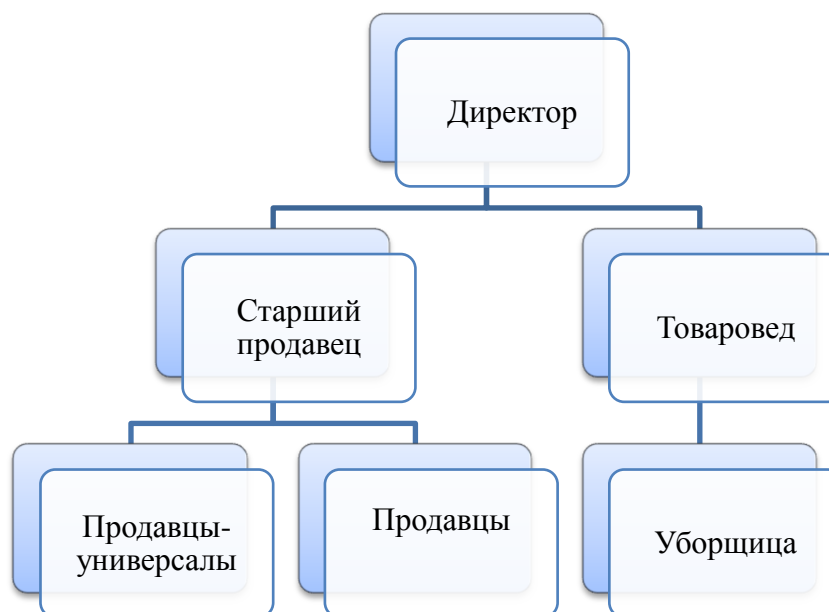 Директор
Старший
продавец
Товаровед
Продавцы-
универсалы
Продавцы
Уборщица